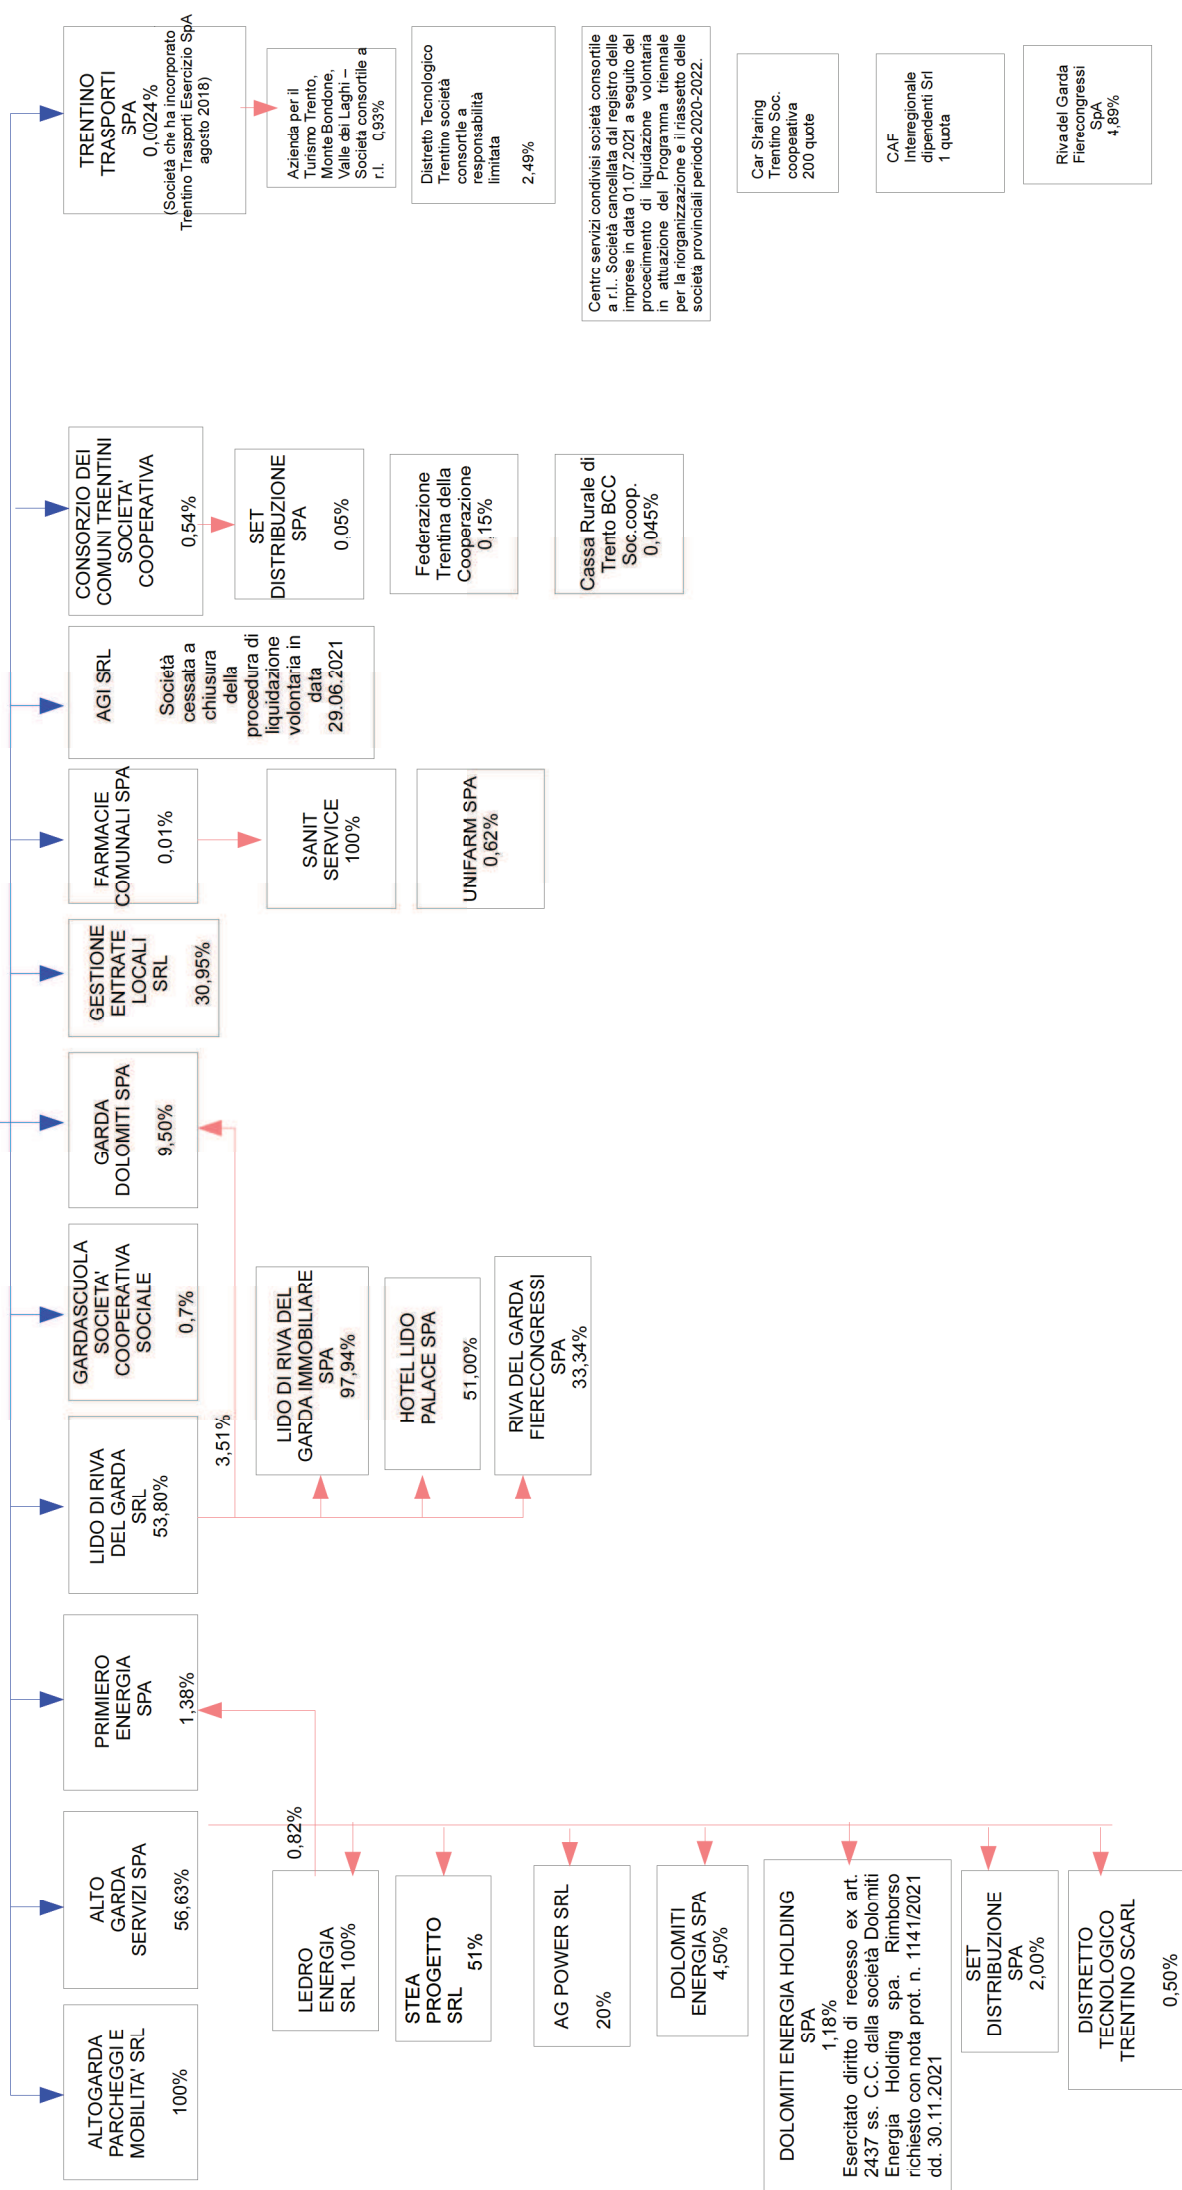 ALTOGARDA
PARCHEGGI E
MOBILITA' SRL
100%
ALTO
GARDA
SERVIZI SPA
56,63%
PRIMIERO
ENERGIA
SPA
1,38%
LIDO DI RIVA
DEL GARDA
SRL
53,80%
GARDASCUOLA
SOCIETA'
COOPERATIVA
SOCIALE
0,7%
GARDA
DOLOMITI SPA
9,50%
GESTIONE
ENTRATE
LOCALI
SRL
30,95%
FARMACIE
COMUNALI SPA
0,01%
AGI SRL
Società
cessata a
chiusura
della
procedura di
liquidazione
volontaria in
data
29.06.2021
CONSORZIO DEI
COMUNI TRENTINI
SOCIETA'
COOPERATIVA
0,54%
TRENTINO
TRASPORTI
SPA
0,024%
(Società che ha incorporato
Trentino Trasporti Esercizio SpA
agosto 2018)
0,82%
LEDRO
ENERGIA
SRL 100%
STEA
PROGETTO
SRL 51%
AG POWER SRL
20%
DOLOMITI
ENERGIA SPA
4,50%
DOLOMITI ENERGIA HOLDING
SPA
1,18%
Esercitato diritto di recesso ex art.
2437 ss. C.C. dalla società Dolomiti
Energia Holding spa. Rimborso
richiesto con nota prot. n. 1141/2021
dd. 30.11.2021
SET
DISTRIBUZIONE
SPA
2,00%
DISTRETTO
TECNOLOGICO
TRENTINO SCARL
0,50%
3,51%
LIDO DI RIVA DEL
GARDA IMMOBILIARE
SPA
97,94%
HOTEL LIDO
PALACE SPA
51,00%
RIVA DEL GARDA
FIERECONGRESSI
SPA
33,34%
SANIT
SERVICE
100%
UNIFARM SPA
0,62%
SET
DISTRIBUZIONE
SPA
0,05%
Federazione
Trentina della
Cooperazione
0,15%
Cassa Rurale di
Trento BCC
Soc.coop.
0,045%
Azienda per il
Turismo Trento,
Monte Bondone,
Valle dei Laghi –
Società consortile a
r.l. 0,93%
Distretto Tecnologico
Trentino società
consortile a
responsabilità
limitata
2,49%
Centro servizi condivisi società consortile
a r.l.. Società cancellata dal registro delle
imprese in data 01.07.2021 a seguito del
procedimento di liquidazione volontaria
in attuazione del Programma triennale
per la riorganizzazione e il riassetto delle
società provinciali periodo 2020-2022.
Car Sharing
Trentino Soc.
cooperativa
200 quote
CAF
Interregionale
dipendenti Srl
1 quota
Riva del Garda
Fierecongressi
SpA
4,89%